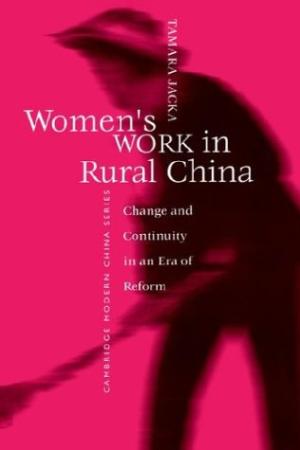 TAMARA JACKA
Women's
WORK in
Rural China
Change and
Continuity
in an Era of
Reform
CAMBRIDGE MODERN CHINA SERIES